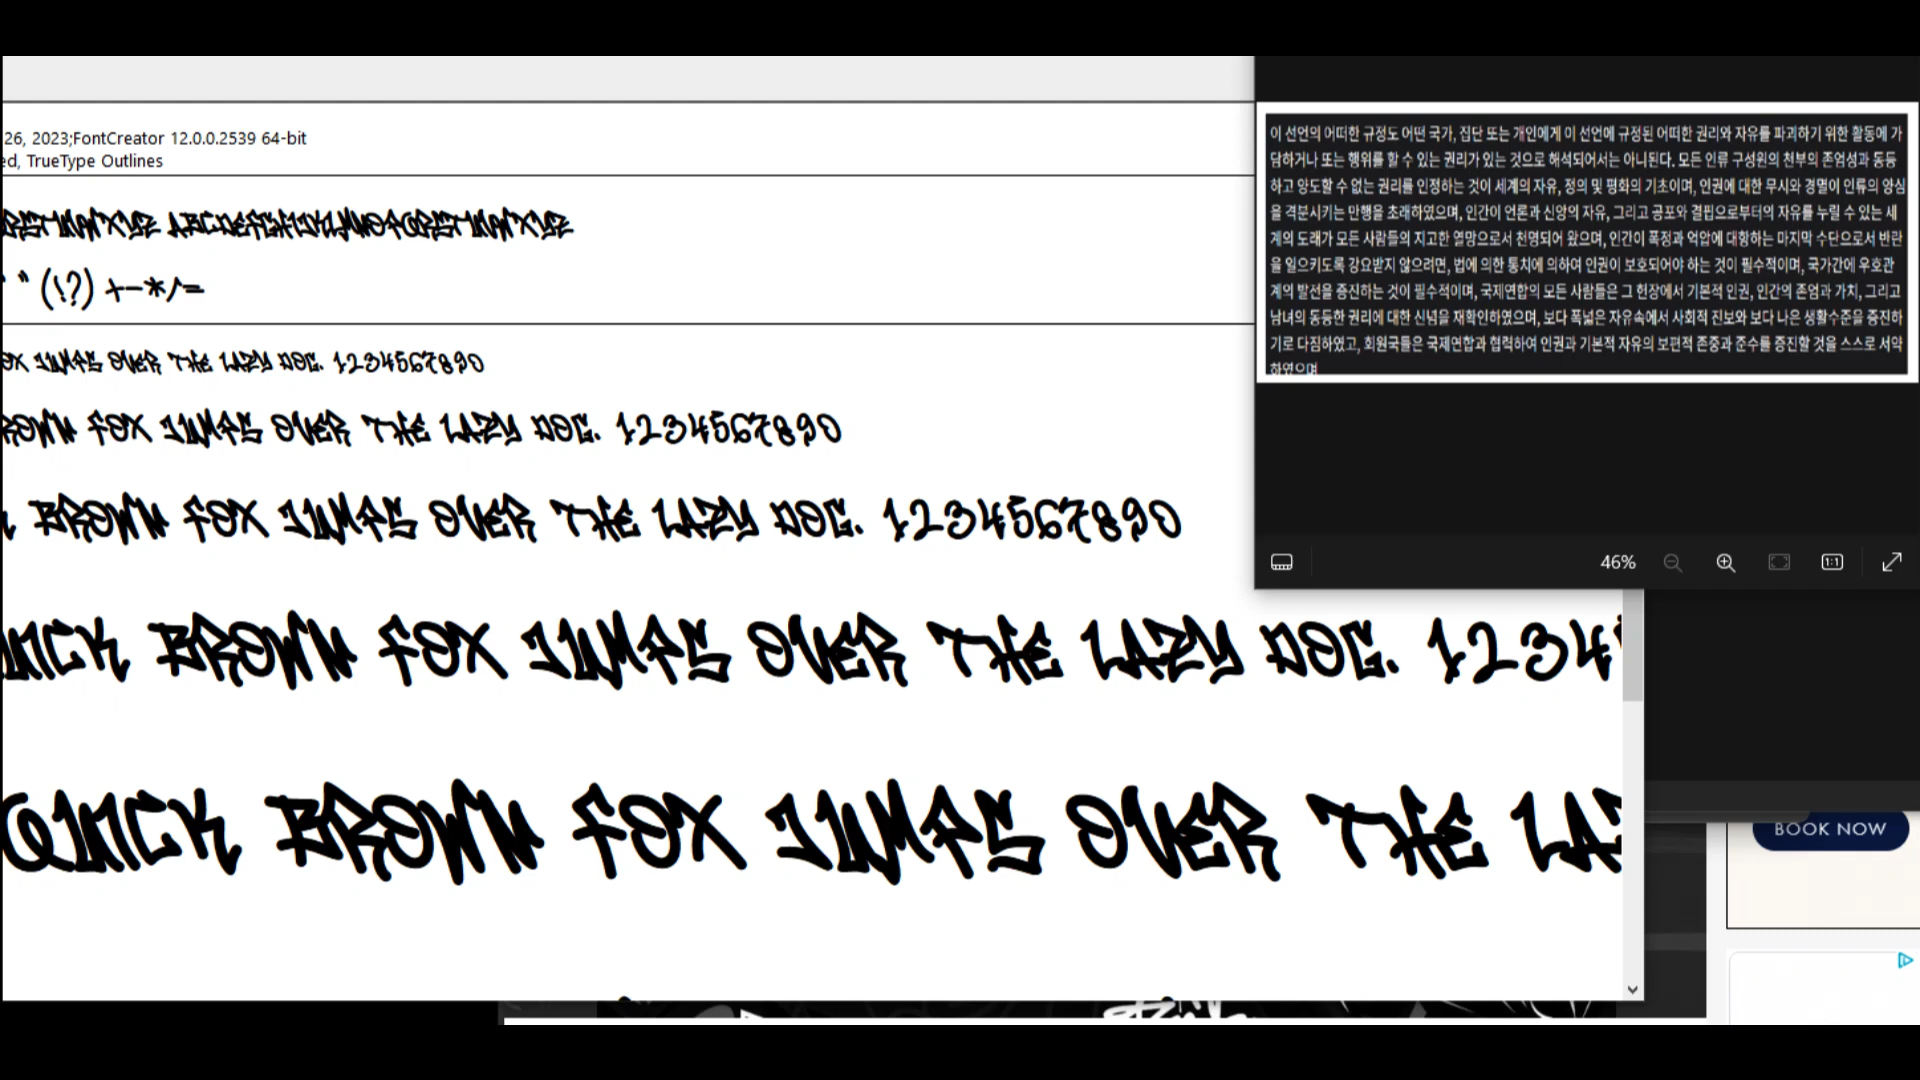 26, 2023;FontCreator 12.0.0.2539 64-bit
ed, TrueType Outlines
QRSTUVWXYZ ABCDEFGHIJKLMNOPQRSTUVWXYZ
‘ “ (!?) +-*/=
OX JUMPS OVER THE LAZY DOG. 1234567890
ROWN FOX JUMPS OVER THE LAZY DOG. 1234567890
BROWN FOX JUMPS OVER THE LAZY DOG. 1234567890
UICK BROWN FOX JUMPS OVER THE LAZY DOG. 1234
QUICK BROWN FOX JUMPS OVER THE LA
이 선언의 어떠한 규정도 어떤 국가, 집단 또는 개인에게 이 선언에 규정된 어떠한 권리와 자유를 파괴하기 위한 활동에 가
담하거나 또는 행위를 할 수 있는 권리가 있는 것으로 해석되어서는 아니된다. 모든 인류 구성원의 천부의 존엄성과 동등
하고 양도할 수 없는 권리를 인정하는 것이 세계의 자유, 정의 및 평화의 기초이며, 인권에 대한 무시와 경멸이 인류의 양심
을 격분시키는 만행을 초래하였으며, 인간이 언론과 신앙의 자유, 그리고 공포와 결핍으로부터의 자유를 누릴 수 있는 세
계의 도래가 모든 사람들의 지고한 열망으로서 천명되어 왔으며, 인간이 폭정과 억압에 대항하는 마지막 수단으로서 반란
을 일으키도록 강요받지 않으려면, 법에 의한 통치에 의하여 인권이 보호되어야 하는 것이 필수적이며, 국가간에 우호관
계의 발전을 증진하는 것이 필수적이며, 국제연합의 모든 사람들은 그 헌장에서 기본적 인권, 인간의 존엄과 가치, 그리고
남녀의 동등한 권리에 대한 신념을 재확인하였으며, 보다 폭넓은 자유속에서 사회적 진보와 보다 나은 생활수준을 증진하
기로 다짐하였고, 회원국들은 국제연합과 협력하여 인권과 기본적 자유의 보편적 존중과 준수를 증진할 것을 스스로 서약
하였으며
46%
1:1
BOOK NOW